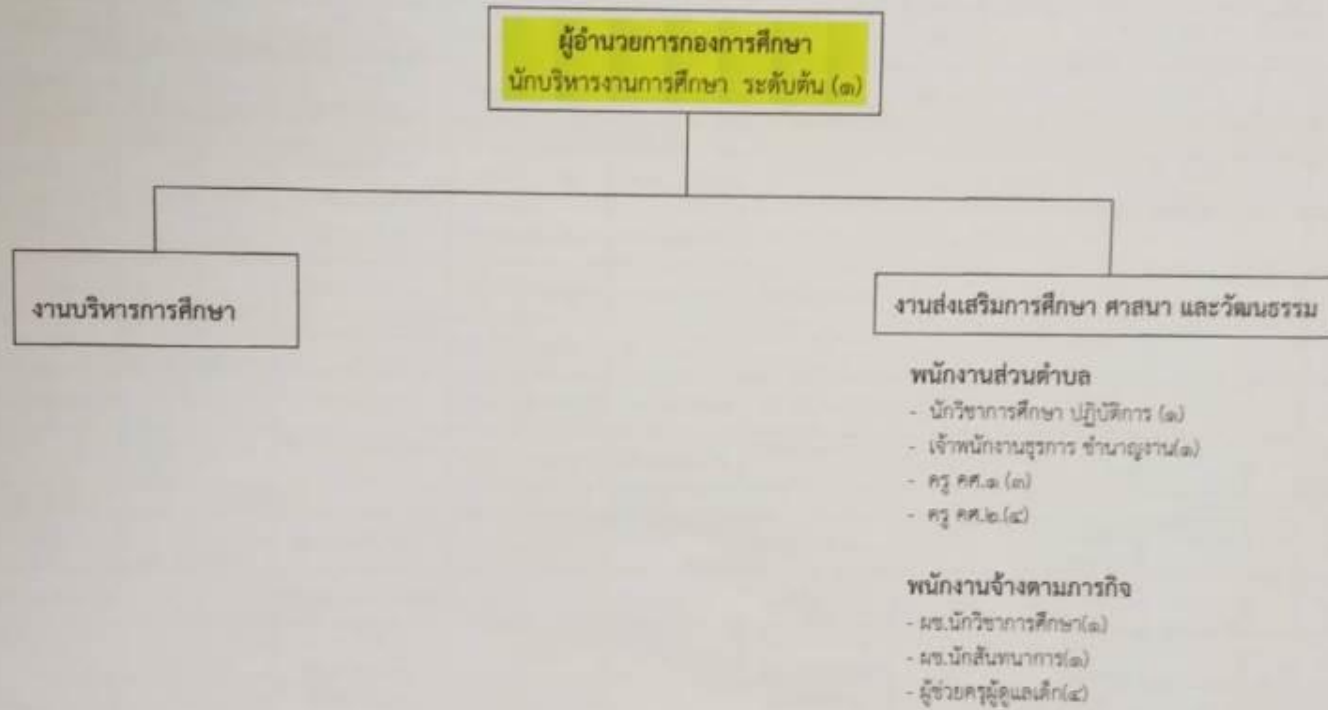 ผู้อำนวยการกองการศึกษา
นักบริหารงานการศึกษา ระดับต้น (๑)
งานบริหารการศึกษา
งานส่งเสริมการศึกษา ศาสนา และวัฒนธรรม
พนักงานส่วนตำบล
- นักวิชาการศึกษา ปฏิบัติการ (๑)
- เจ้าพนักงานธุรการ ชำนาญงาน(๑)
- ครู คศ.๑ (๓)
- ครู คศ.๒ (๔)
พนักงานจ้างตามภารกิจ
- ผช.นักวิชาการศึกษา(๑)
- ผช.นักสันทนาการ(๑)
- ผู้ช่วยครูผู้ดูแลเด็ก(๔)